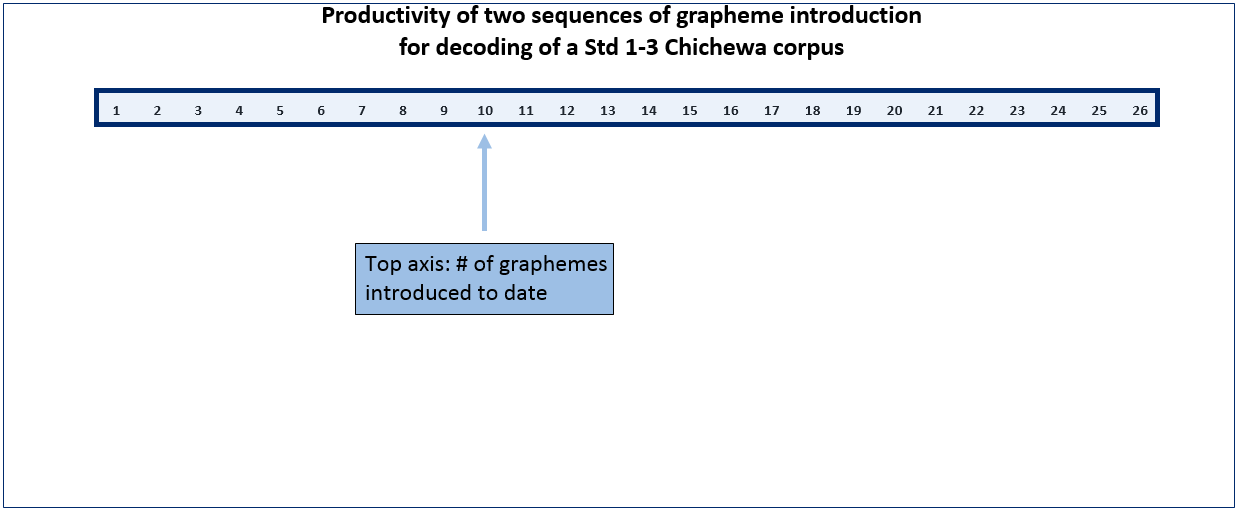 Productivity of two sequences of grapheme introduction
for decoding of a Std 1-3 Chichewa corpus
1 2 3 4 5 6 7 8 9 10 11 12 13 14 15 16 17 18 19 20 21 22 23 24 25 26
Top axis: # of graphemes
introduced to date